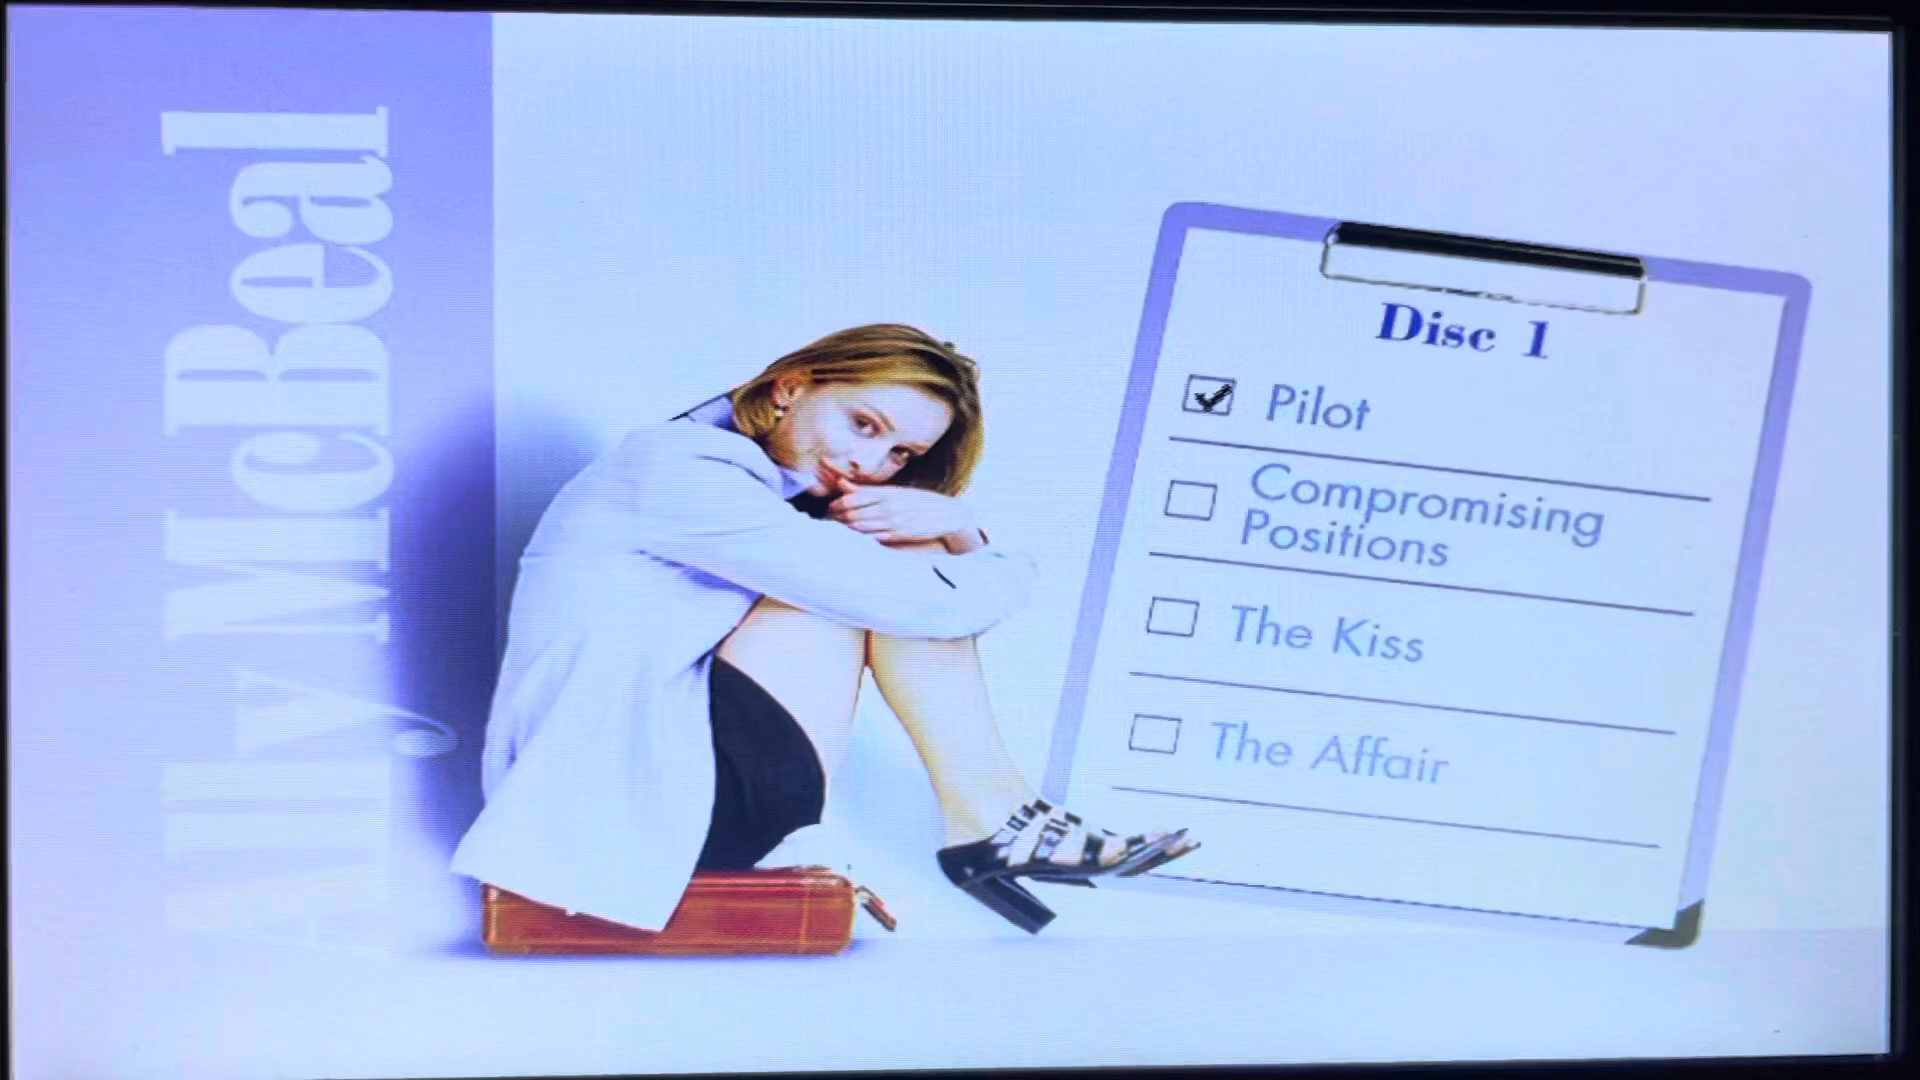 Ally McBeal
Disc 1
Pilot
Compromising
Positions
The Kiss
The Affair